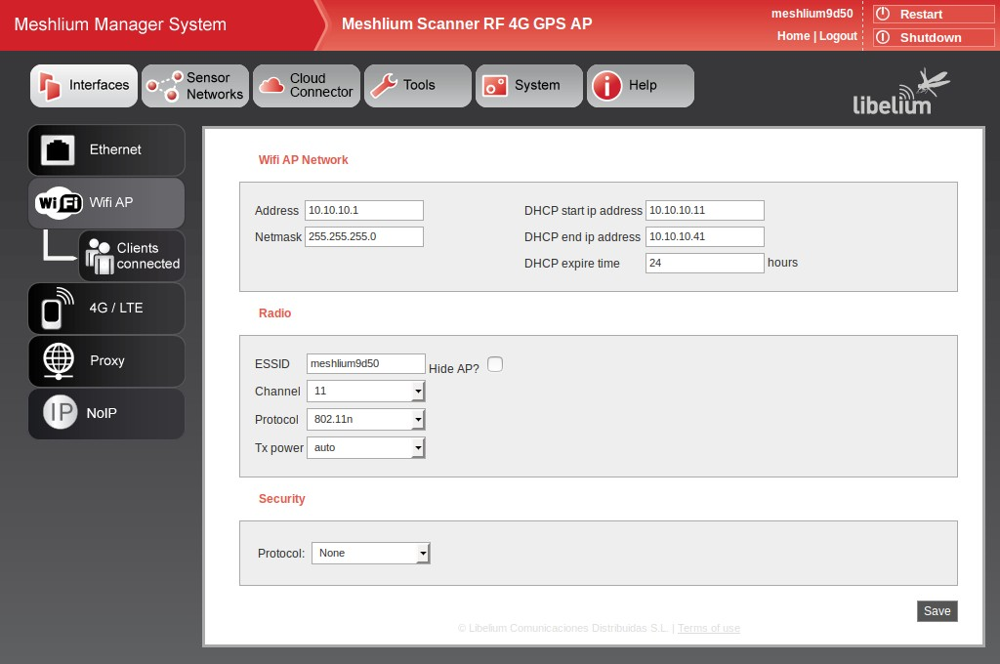 Meshlium Manager System
Meshlium Scanner RF 4G GPS AP
meshlium9d50
Home | Logout
Restart
Shutdown
Interfaces
Sensor
Networks
Cloud
Connector
Tools
System
Help
libelium
Ethernet
WiFi Wifi AP
Clients
connected
4G / LTE
Proxy
IP NoIP
Wifi AP Network
Address 10.10.10.1
DHCP start ip address 10.10.10.11
Netmask 255.255.255.0
DHCP end ip address 10.10.10.41
DHCP expire time 24 hours
Radio
ESSID meshlium9d50 Hide AP?
Channel 11
Protocol 802.11n
Tx power auto
Security
Protocol: None
Save
© Libelium Comunicaciones Distribuidas S.L. | Terms of use